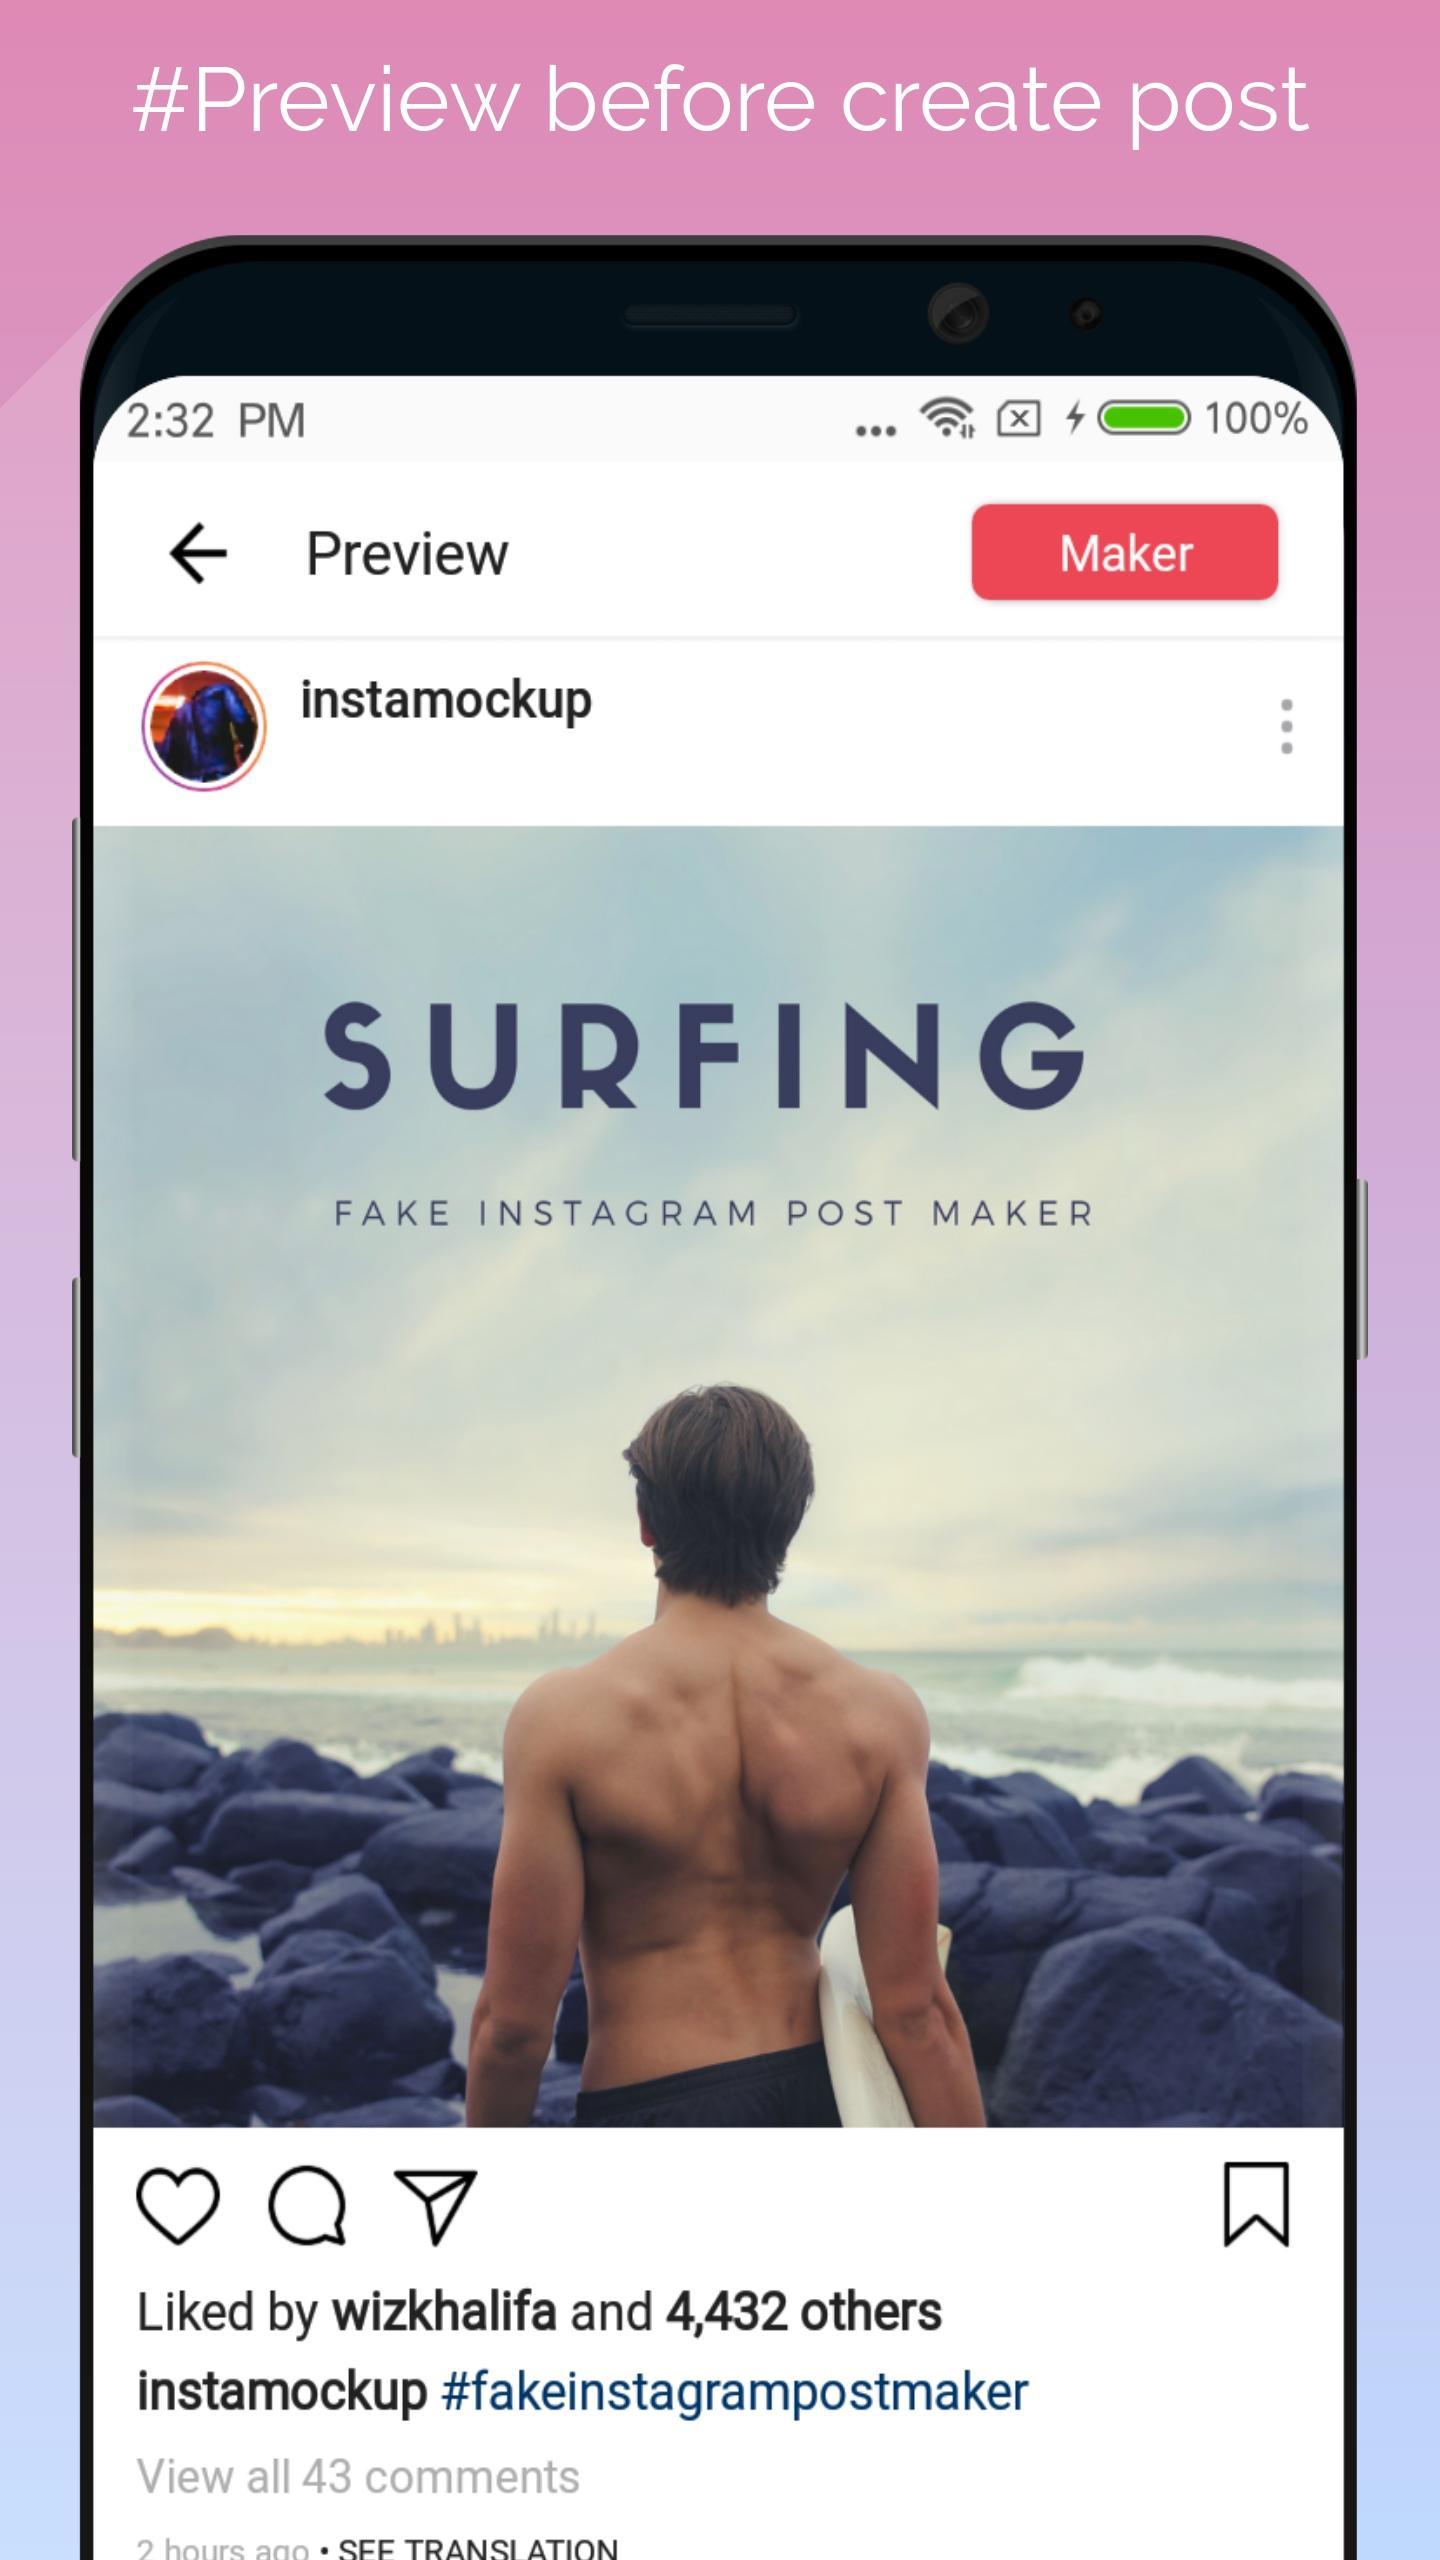 #Preview before create post
2:32 PM
100%
Preview
Maker
instamockup
SURFING
FAKE INSTAGRAM POST MAKER
Liked by wizkhalifa and 4,432 others
instamockup #fakeinstagrampostmaker
View all 43 comments
2 hours ago • SEE TRANSLATION